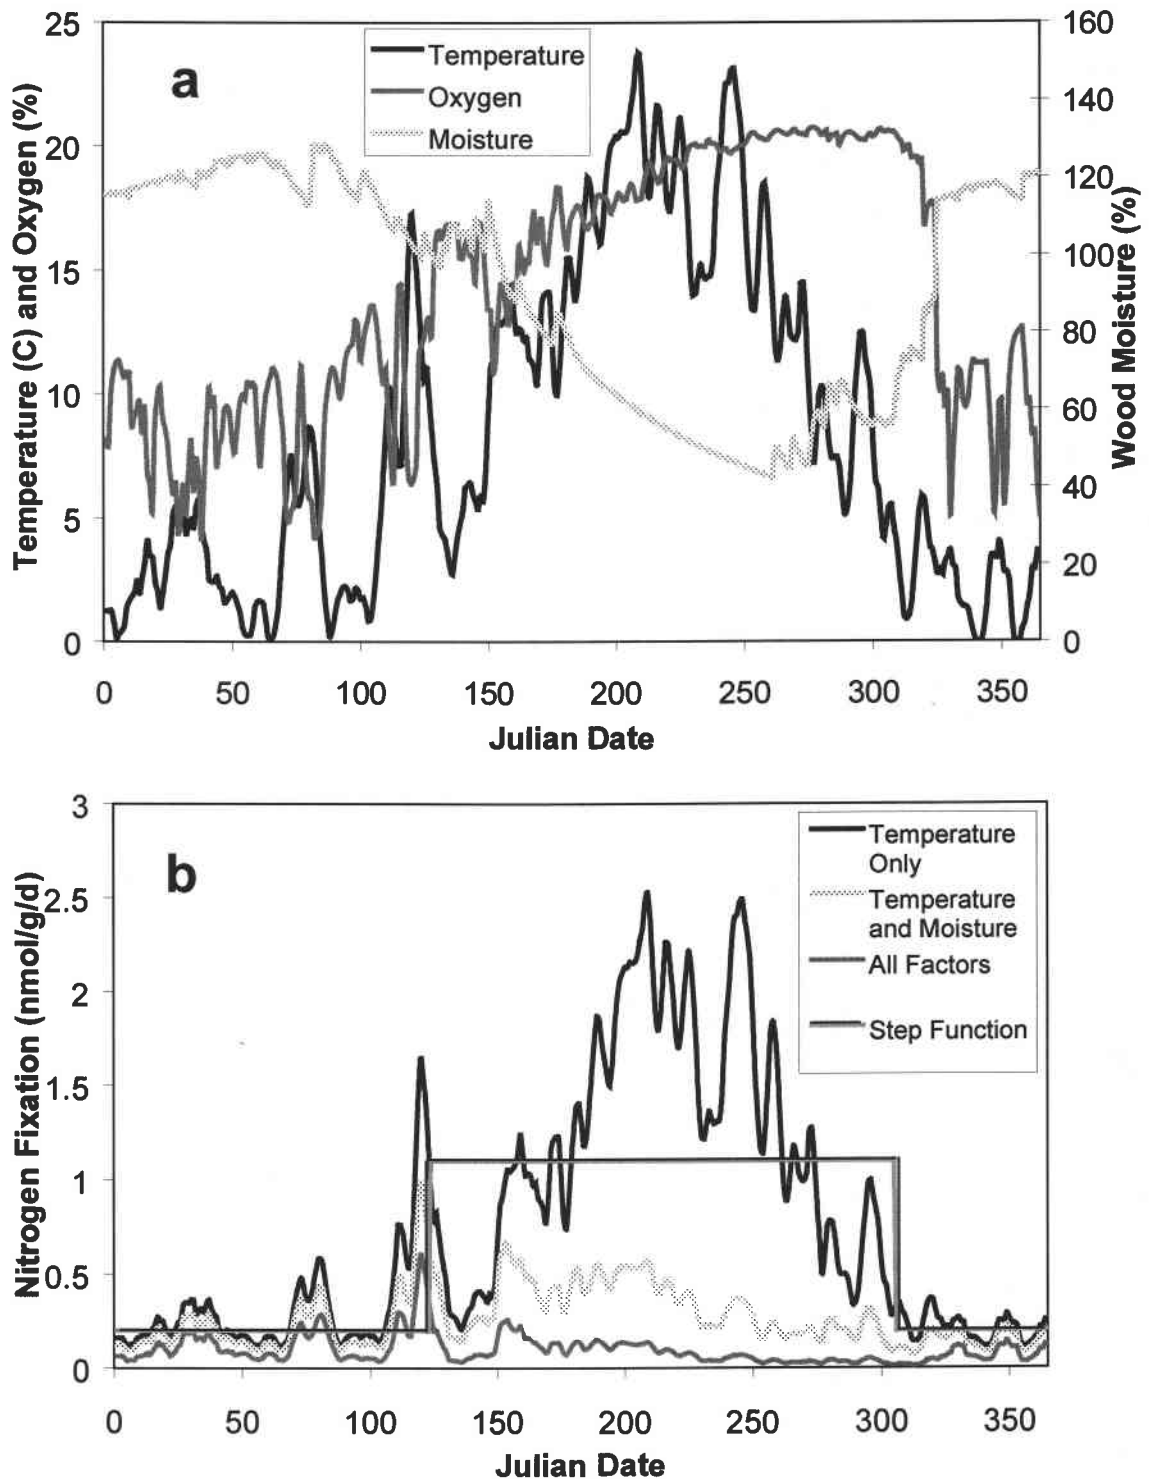 a
Temperature
Oxygen
Moisture
Temperature (C) and Oxygen (%)
25
20
15
10
5
0
Wood Moisture (%)
160
140
120
100
80
60
40
20
0
0 50 100 150 200 250 300 350
Julian Date
b
Temperature
Only
Temperature
and Moisture
All Factors
Step Function
Nitrogen Fixation (nmol/g/d)
3
2.5
2
1.5
1
0.5
0
0 50 100 150 200 250 300 350
Julian Date